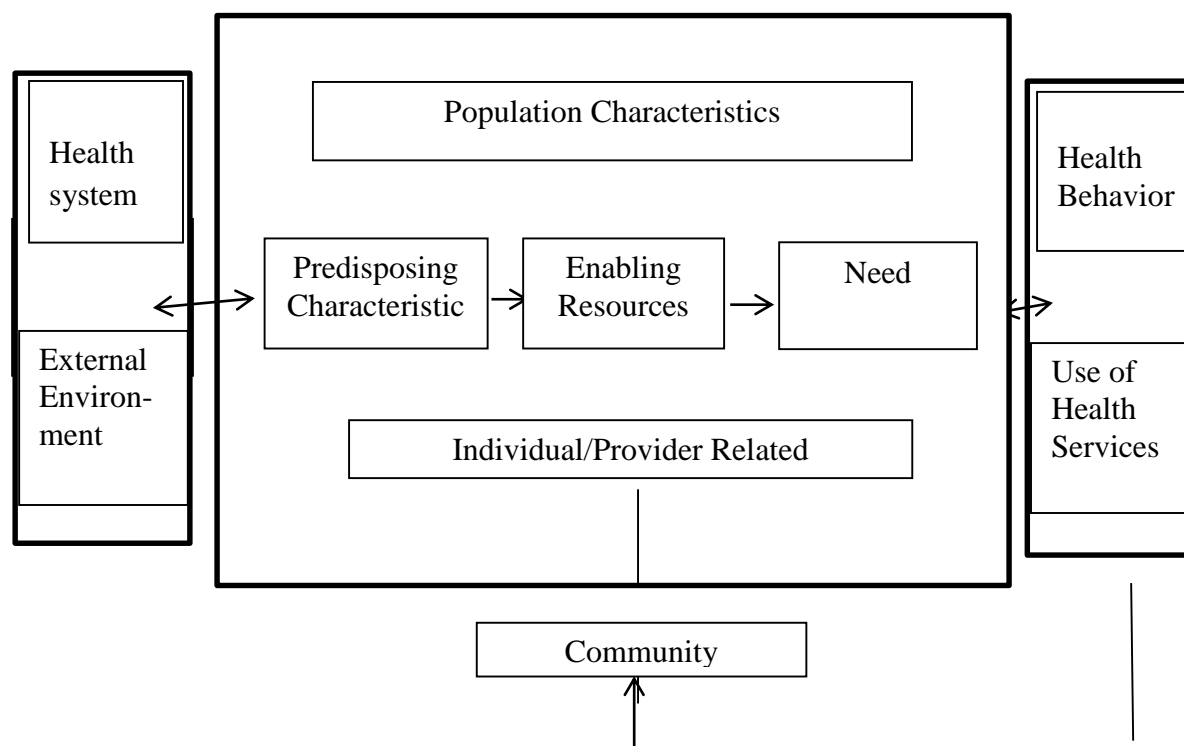 Population Characteristics
Health
system
Health
Behavior
Predisposing
Characteristic
Enabling
Resources
Need
External
Environ-
ment
Use of
Health
Services
Individual/Provider Related
Community